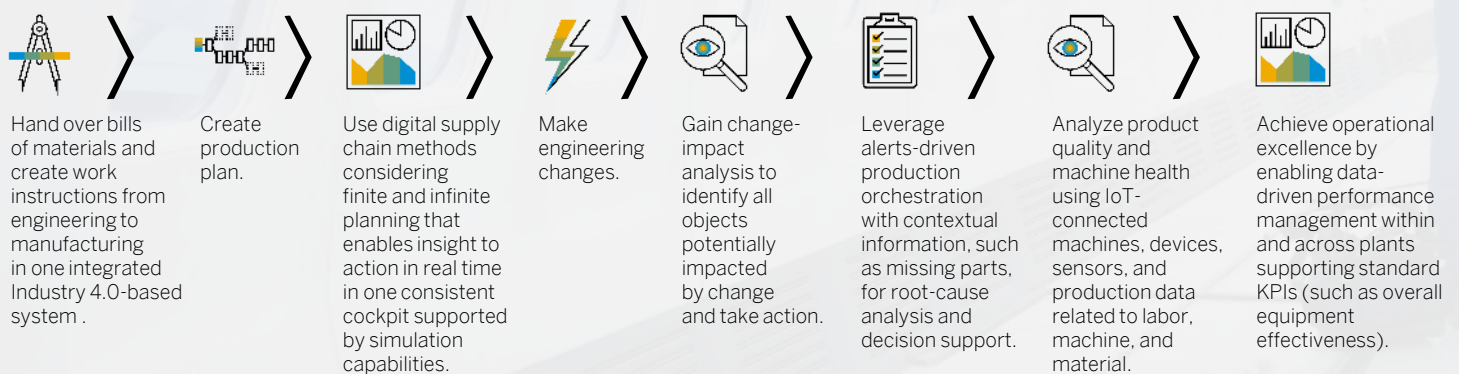 Hand over bills
of materials and
create work
instructions from
engineering to
manufacturing
in one integrated
Industry 4.0-based
system .
Create
production
plan.
Use digital supply
chain methods
considering
finite and infinite
planning that
enables insight to
action in real time
in one consistent
cockpit supported
by simulation
capabilities.
Make
engineering
changes.
Gain change-
impact
analysis to
identify all
objects
potentially
impacted
by change
and take action.
Leverage
alerts-driven
production
orchestration
with contextual
information, such
as missing parts,
for root-cause
analysis and
decision support.
Analyze product
quality and
machine health
using IoT-
connected
machines, devices,
sensors, and
production data
related to labor,
machine, and
material.
Achieve operational
excellence by
enabling data-
driven performance
management within
and across plants
supporting standard
KPIs (such as overall
equipment
effectiveness).